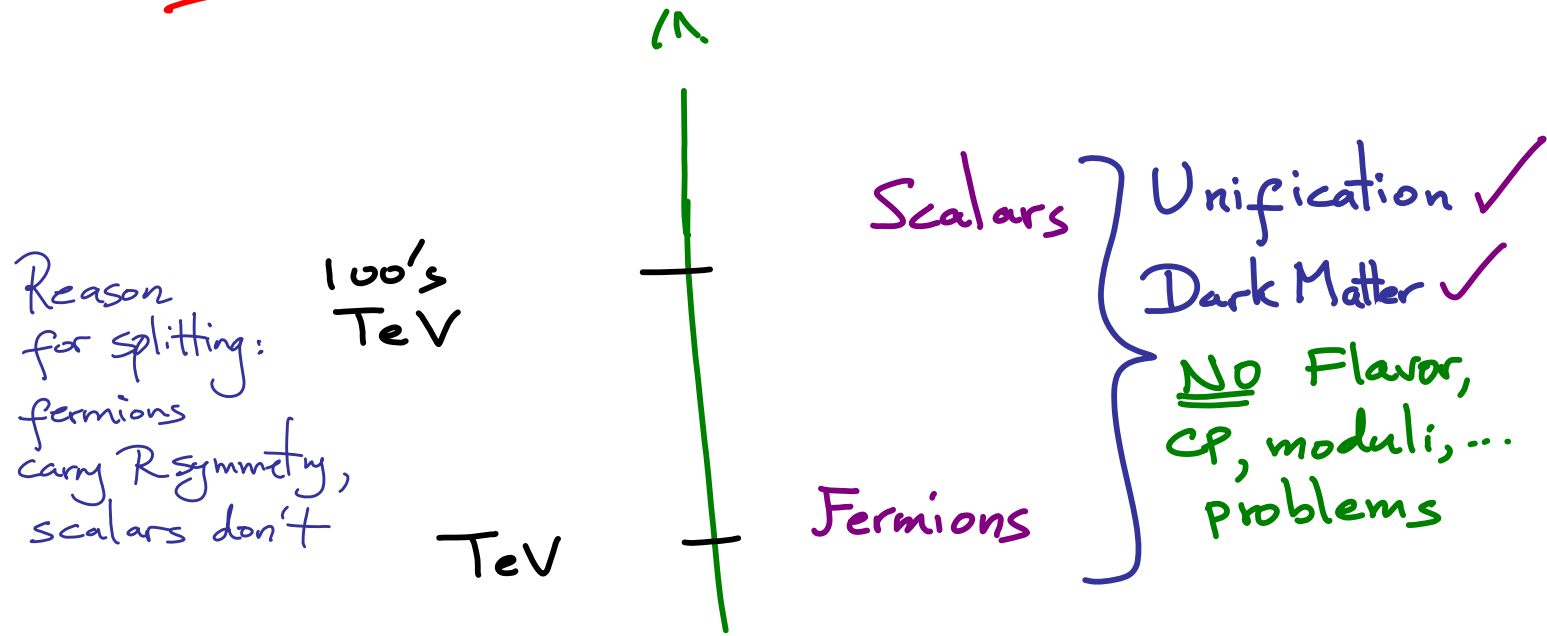 Reason
for splitting:
fermions
carry R symmetry,
scalars don't
100's
TeV
TeV
Scalars
Fermions
Unification ✓
Dark Matter ✓
NO Flavor,
CP, moduli, ...
problems